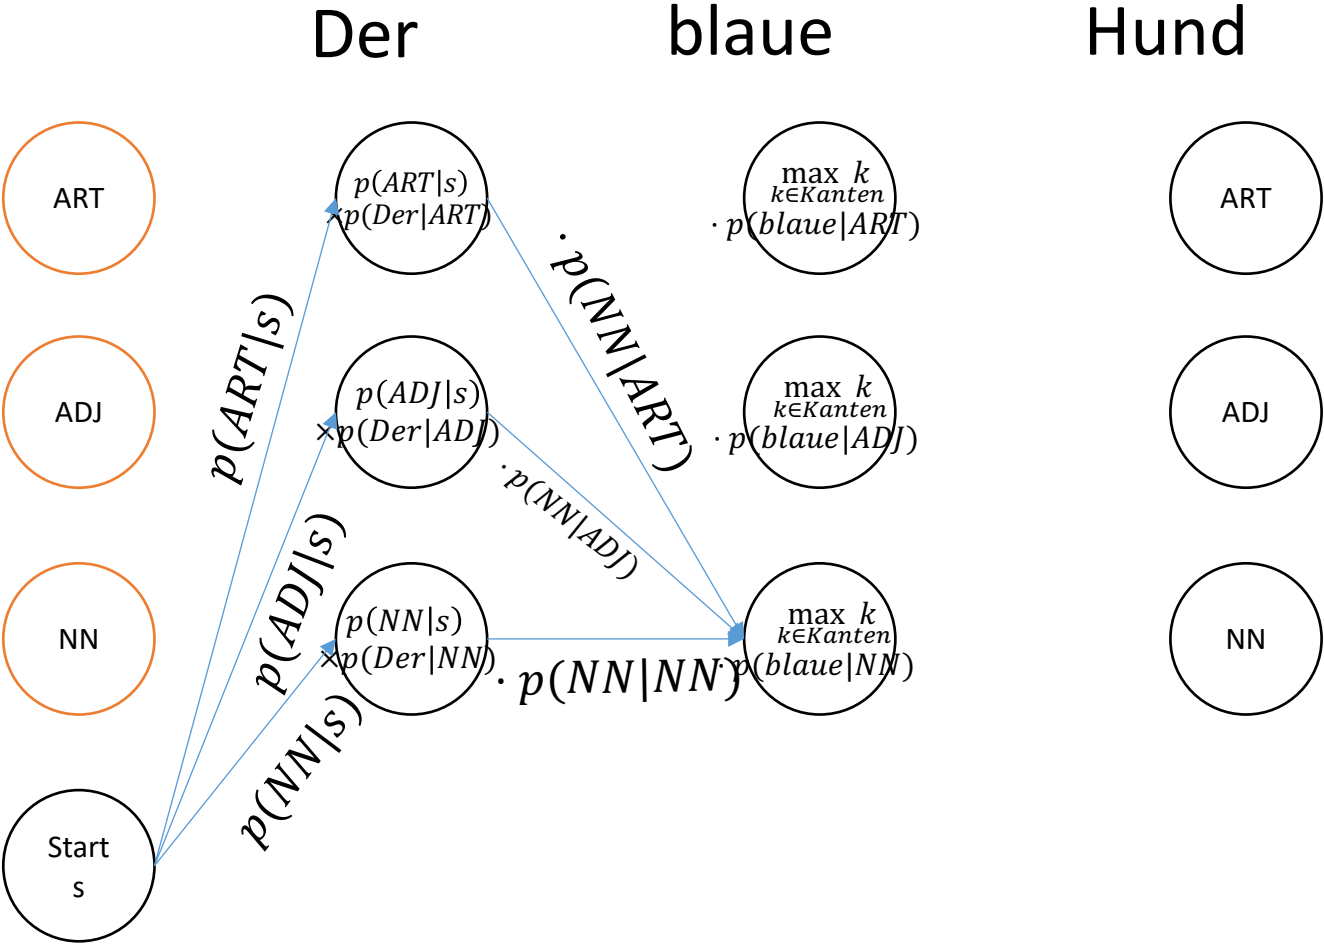 Der blaue Hund
ART
p(ART|s)
×p(Der|ART)
max k
k∈Kanten
· p(blaue|ART)
ART
p(ART|s)
· p(NN|ART)
ADJ
p(ADJ|s)
×p(Der|ADJ)
max k
k∈Kanten
· p(blaue|ADJ)
ADJ
p(ADJ|s)
· p(NN|ADJ)
NN
p(NN|s)
×p(Der|NN)
max k
k∈Kanten
· p(blaue|NN)
NN
p(NN|s)
· p(NN|NN)
Start
s